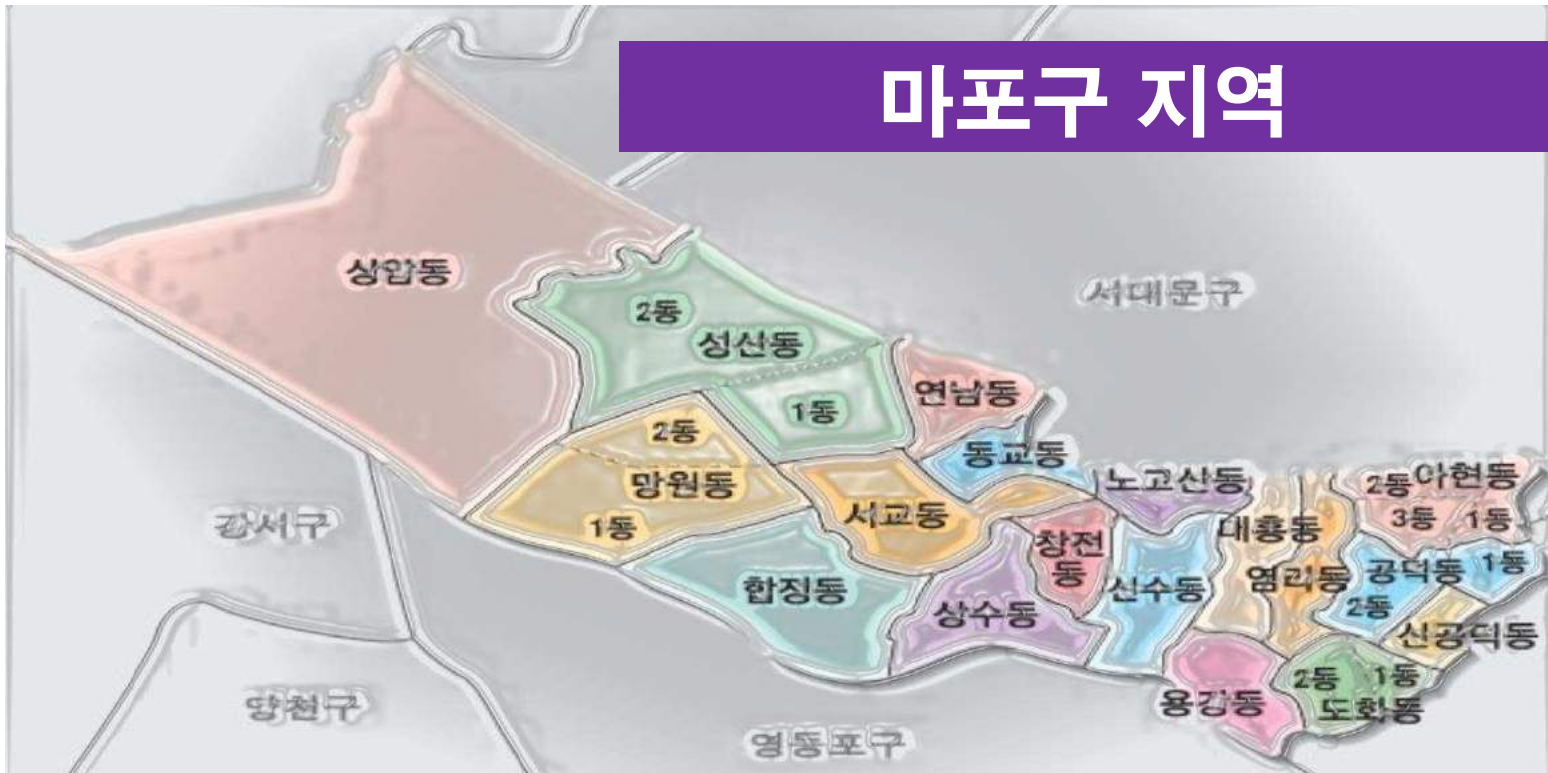 마포구 지역
상암동
서대문구
2동
성산동
1동
연남동
2동
망원동
1동
동교동
서교동
노고산동
창전
동
대흥동
2동 아현동
3동 1동
강서구
합정동
상수동
신수동
염리동
공덕동 1동
2동
신공덕동
양천구
영등포구
용강동
2동 1동
도화동